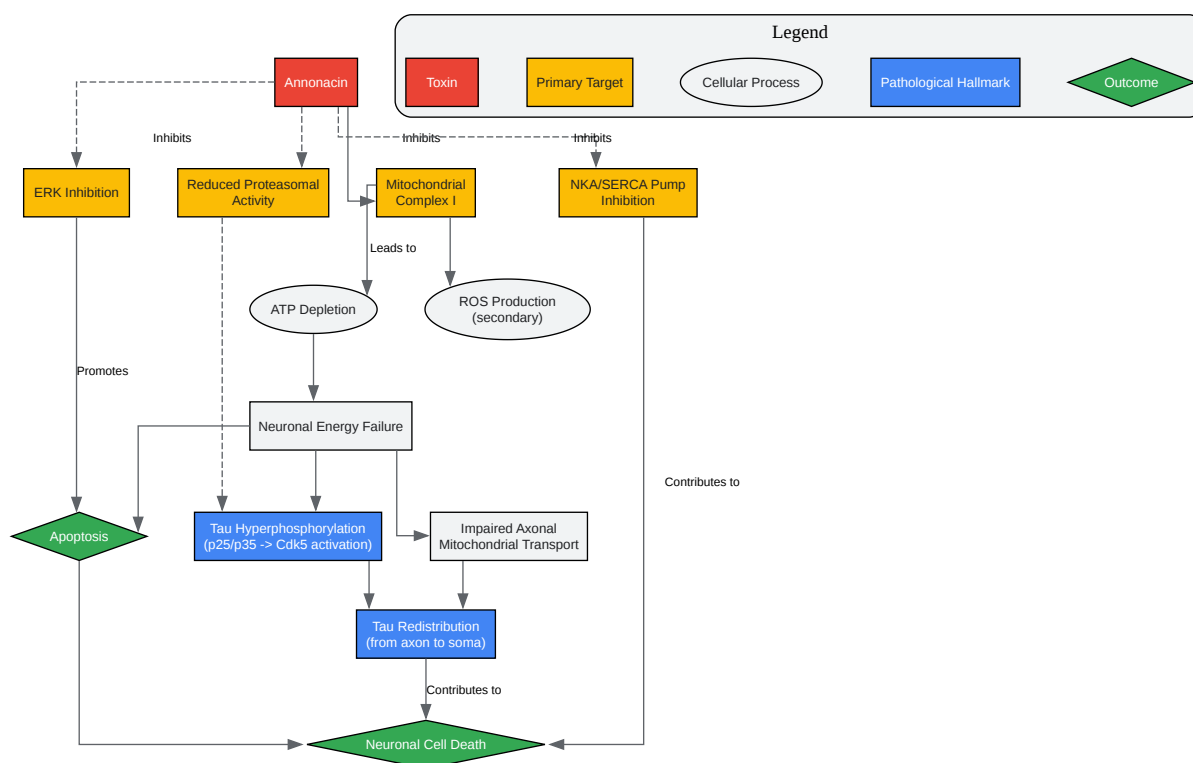 Legend
Annonacin
Toxin
Primary Target
Cellular Process
Pathological Hallmark
Outcome
Inhibits
Inhibits
Inhibits
ERK Inhibition
Reduced Proteasomal
Activity
Mitochondrial
Complex I
NKA/SERCA Pump
Inhibition
Leads to
ATP Depletion
ROS Production
(secondary)
Promotes
Neuronal Energy Failure
Contributes to
Apoptosis
Tau Hyperphosphorylation
(p25/p35 -> Cdk5 activation)
Impaired Axonal
Mitochondrial Transport
Tau Redistribution
(from axon to soma)
Contributes to
Neuronal Cell Death